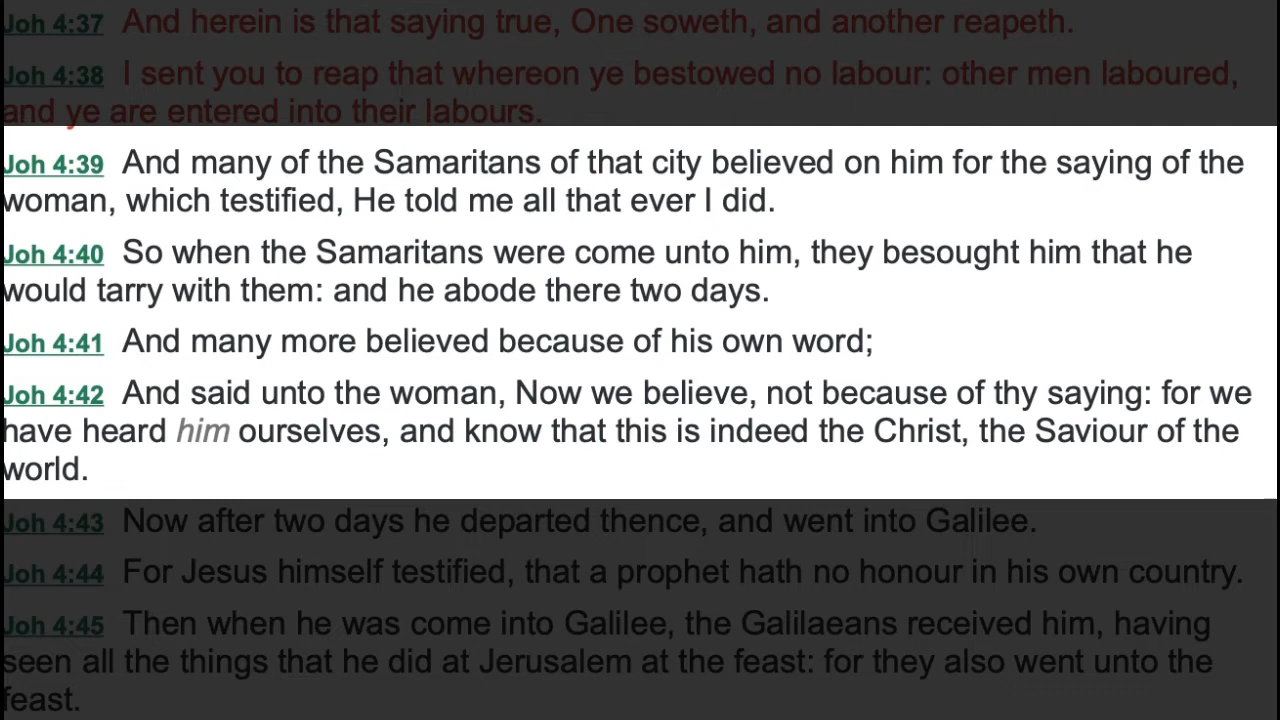 Joh 4:37 And herein is that saying true, One soweth, and another reapeth.
Joh 4:38 I sent you to reap that whereon ye bestowed no labour: other men laboured,
and ye are entered into their labours.
Joh 4:39 And many of the Samaritans of that city believed on him for the saying of the
woman, which testified, He told me all that ever I did.
Joh 4:40 So when the Samaritans were come unto him, they besought him that he
would tarry with them: and he abode there two days.
Joh 4:41 And many more believed because of his own word;
Joh 4:42 And said unto the woman, Now we believe, not because of thy saying: for we
have heard him ourselves, and know that this is indeed the Christ, the Saviour of the
world.
Joh 4:43 Now after two days he departed thence, and went into Galilee.
Joh 4:44 For Jesus himself testified, that a prophet hath no honour in his own country.
Joh 4:45 Then when he was come into Galilee, the Galilaeans received him, having
seen all the things that he did at Jerusalem at the feast: for they also went unto the
feast.